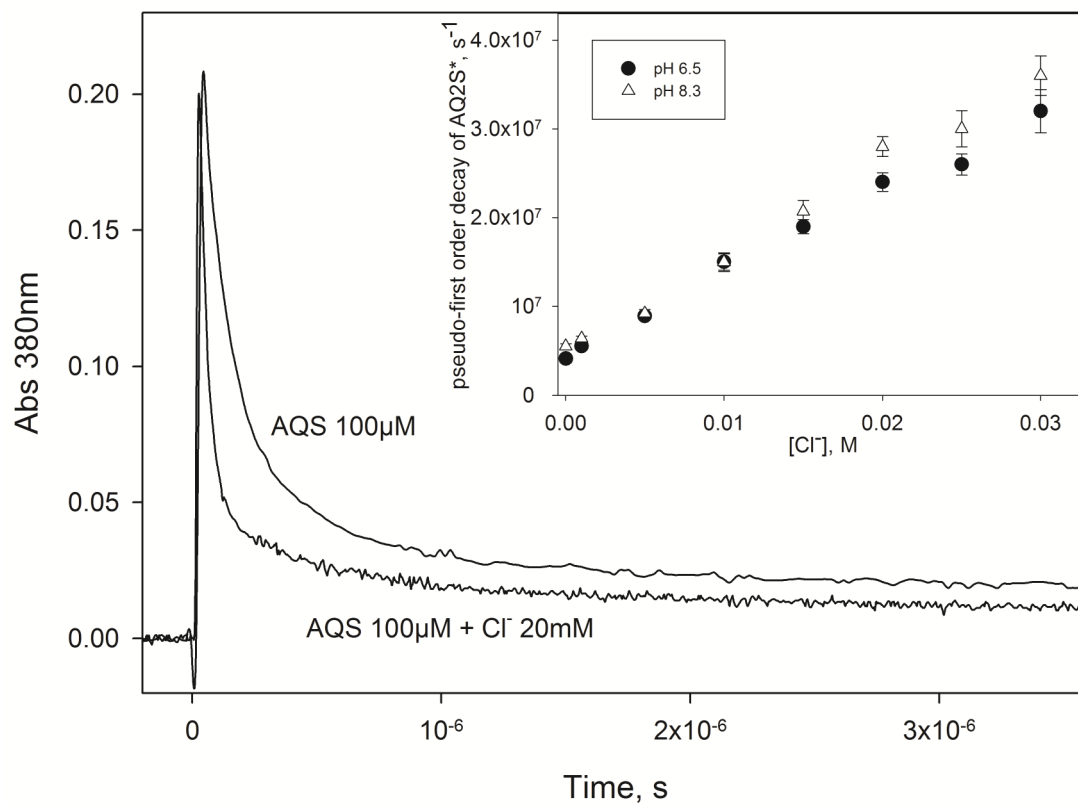 pseudo-first order decay of AQ2S*, s⁻¹
4.0x10⁷
3.0x10⁷
2.0x10⁷
10⁷
0
pH 6.5
pH 8.3
0.00 0.01 0.02 0.03
[Cl⁻], M
Abs 380nm
0.20
0.15
0.10
0.05
0.00
AQS 100µM
AQS 100µM + Cl⁻ 20mM
0 10⁻⁶ 2x10⁻⁶ 3x10⁻⁶
Time, s